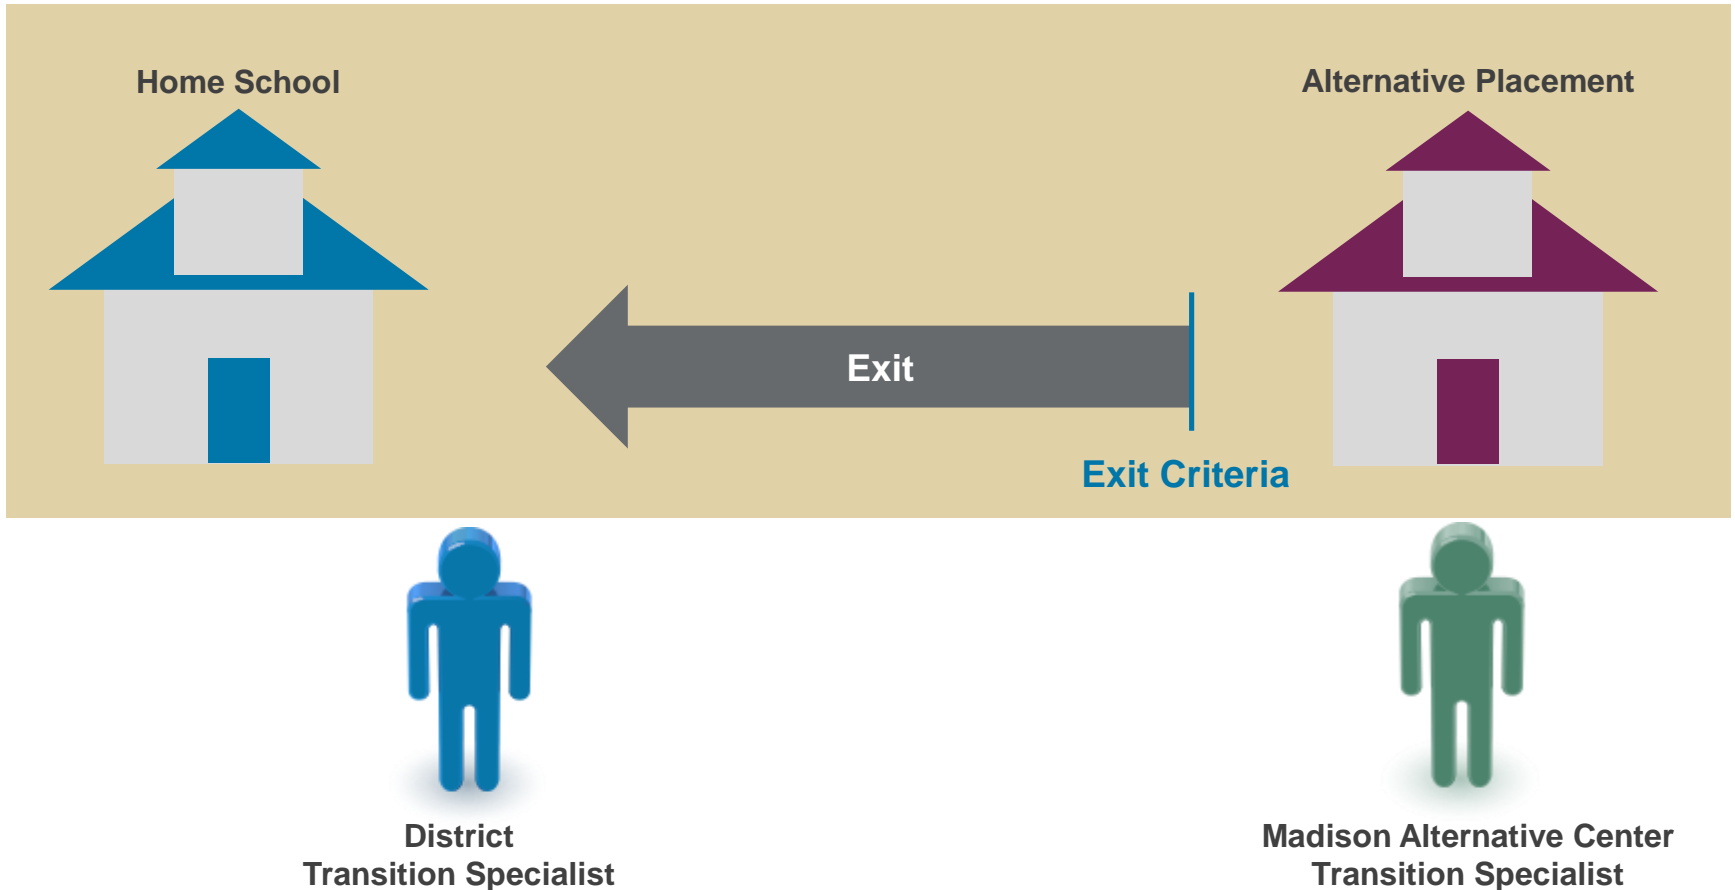 Home School
Alternative Placement
Exit
Exit Criteria
District
Transition Specialist
Madison Alternative Center
Transition Specialist